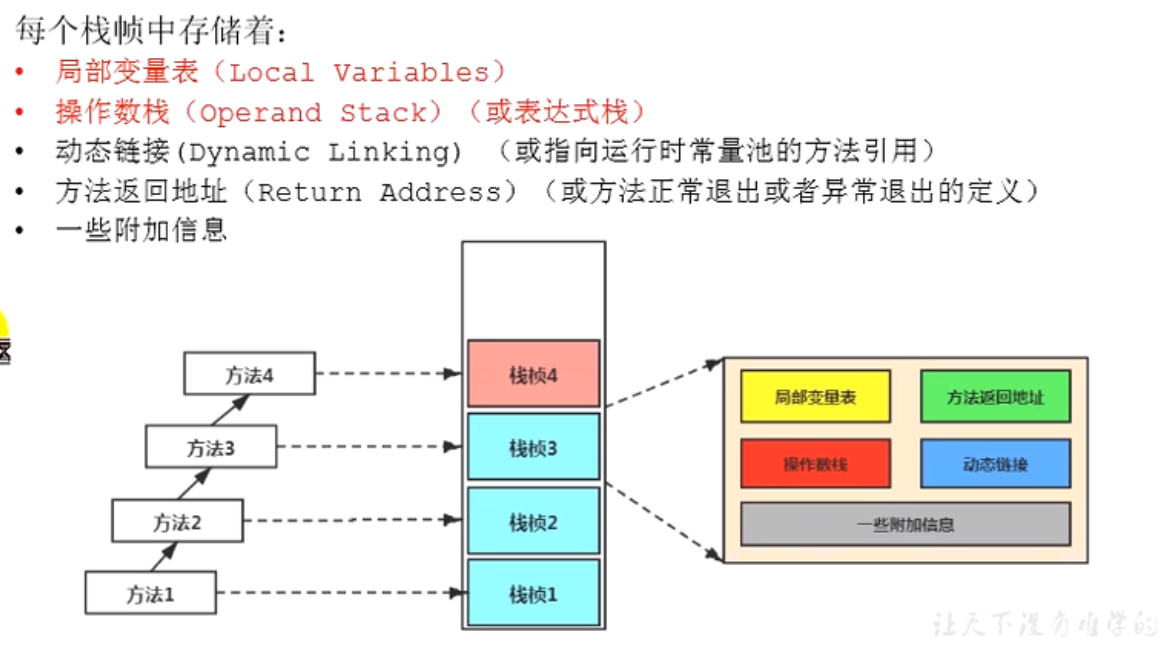 每个栈帧中存储着：
• 局部变量表（Local Variables）
• 操作数栈（Operand Stack）（或表达式栈）
• 动态链接(Dynamic Linking) （或指向运行时常量池的方法引用）
• 方法返回地址（Return Address）（或方法正常退出或者异常退出的定义）
• 一些附加信息
方法4
栈桢4
局部变量表
方法返回地址
方法3
栈桢3
操作数栈
动态链接
方法2
栈桢2
一些附加信息
方法1
栈桢1
让天下没有难学的